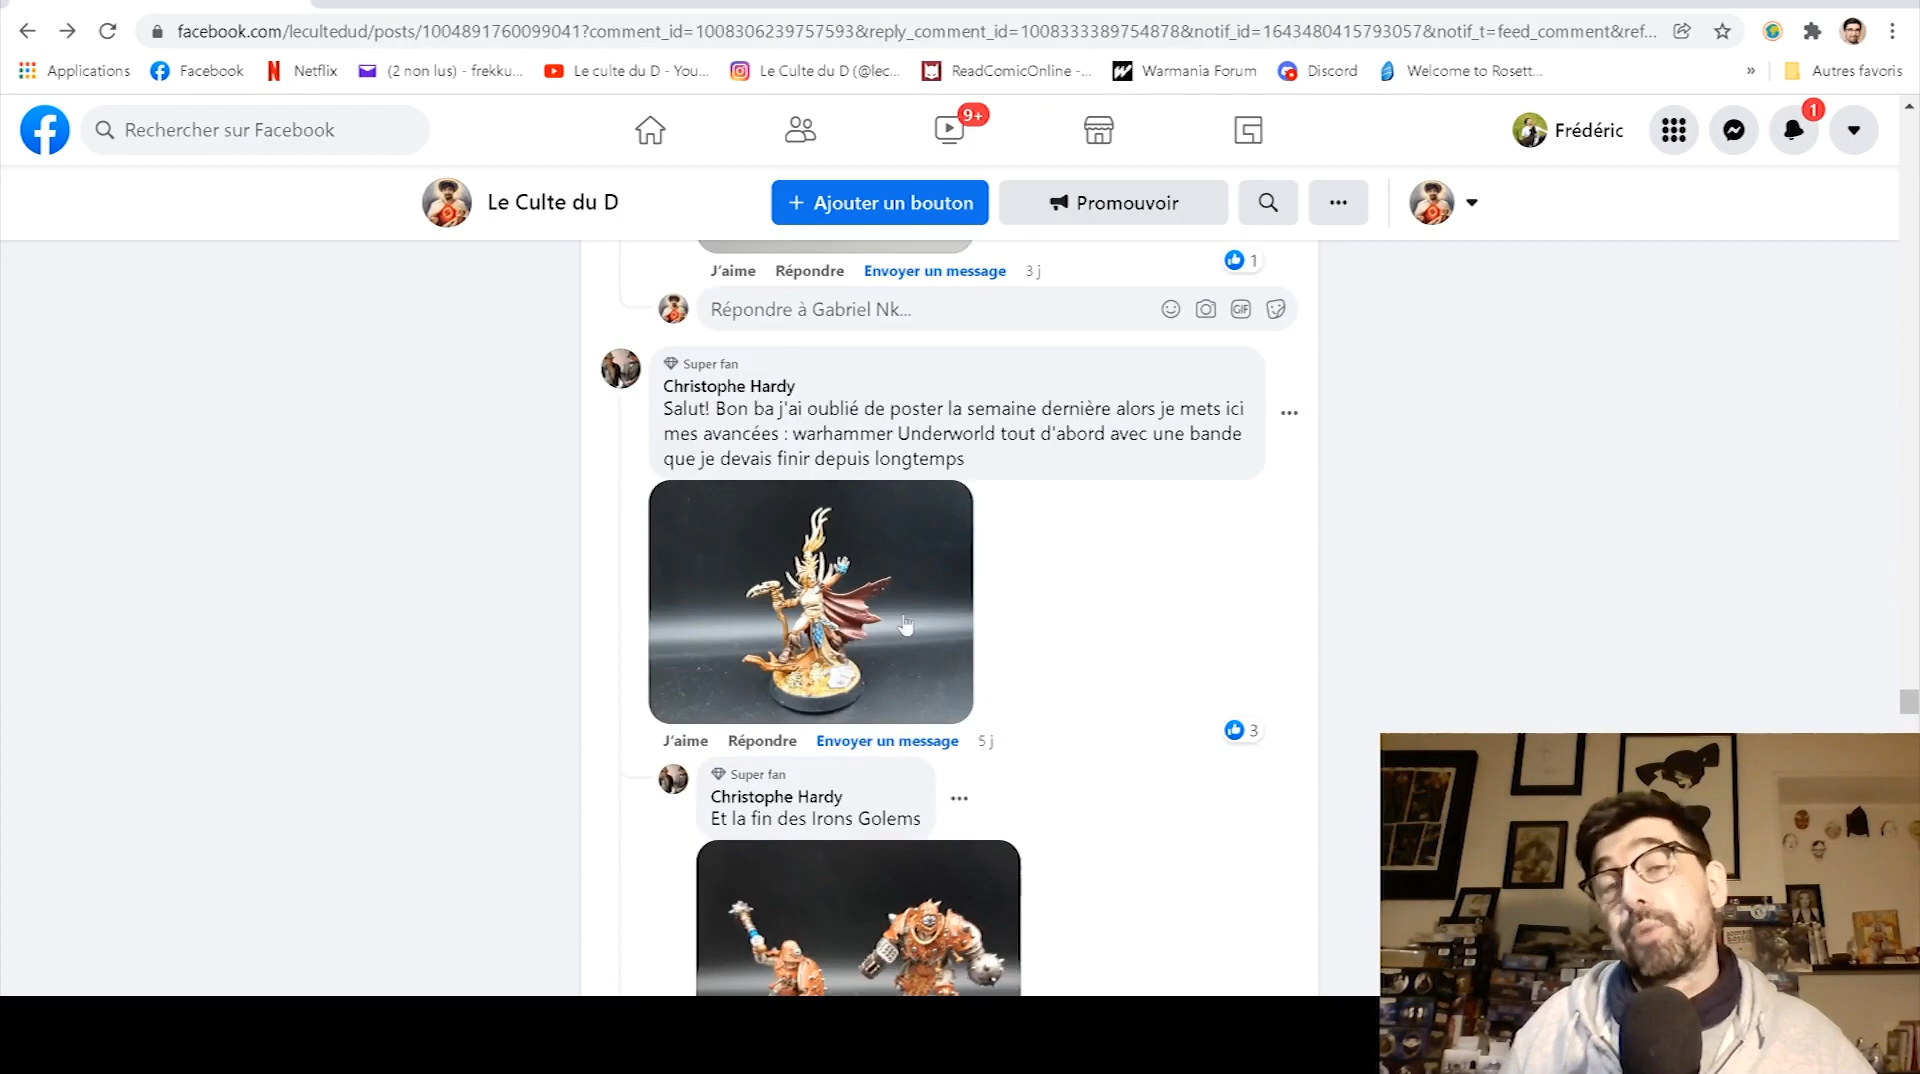 facebook.com/lecultedud/posts/1004891760099041?comment_id=1008306239757593&reply_comment_id=1008333389754878&notif_id=1643480415793057&notif_t=feed_comment&ref...
Applications
Facebook
Netflix
(2 non lus) - frekku...
Le culte du D - You...
Le Culte du D (@lec...
ReadComicOnline -...
Warmania Forum
Discord
Welcome to Rosett...
»
Autres favoris
Rechercher sur Facebook
9+
Frédéric
1
Le Culte du D
+ Ajouter un bouton
Promouvoir
J'aime Répondre Envoyer un message 3 j
1
Répondre à Gabriel Nk...
GIF
Super fan
Christophe Hardy
Salut! Bon ba j'ai oublié de poster la semaine dernière alors je mets ici
mes avancées : warhammer Underworld tout d'abord avec une bande
que je devais finir depuis longtemps
J'aime Répondre Envoyer un message 5 j
3
Super fan
Christophe Hardy
Et la fin des Irons Golems